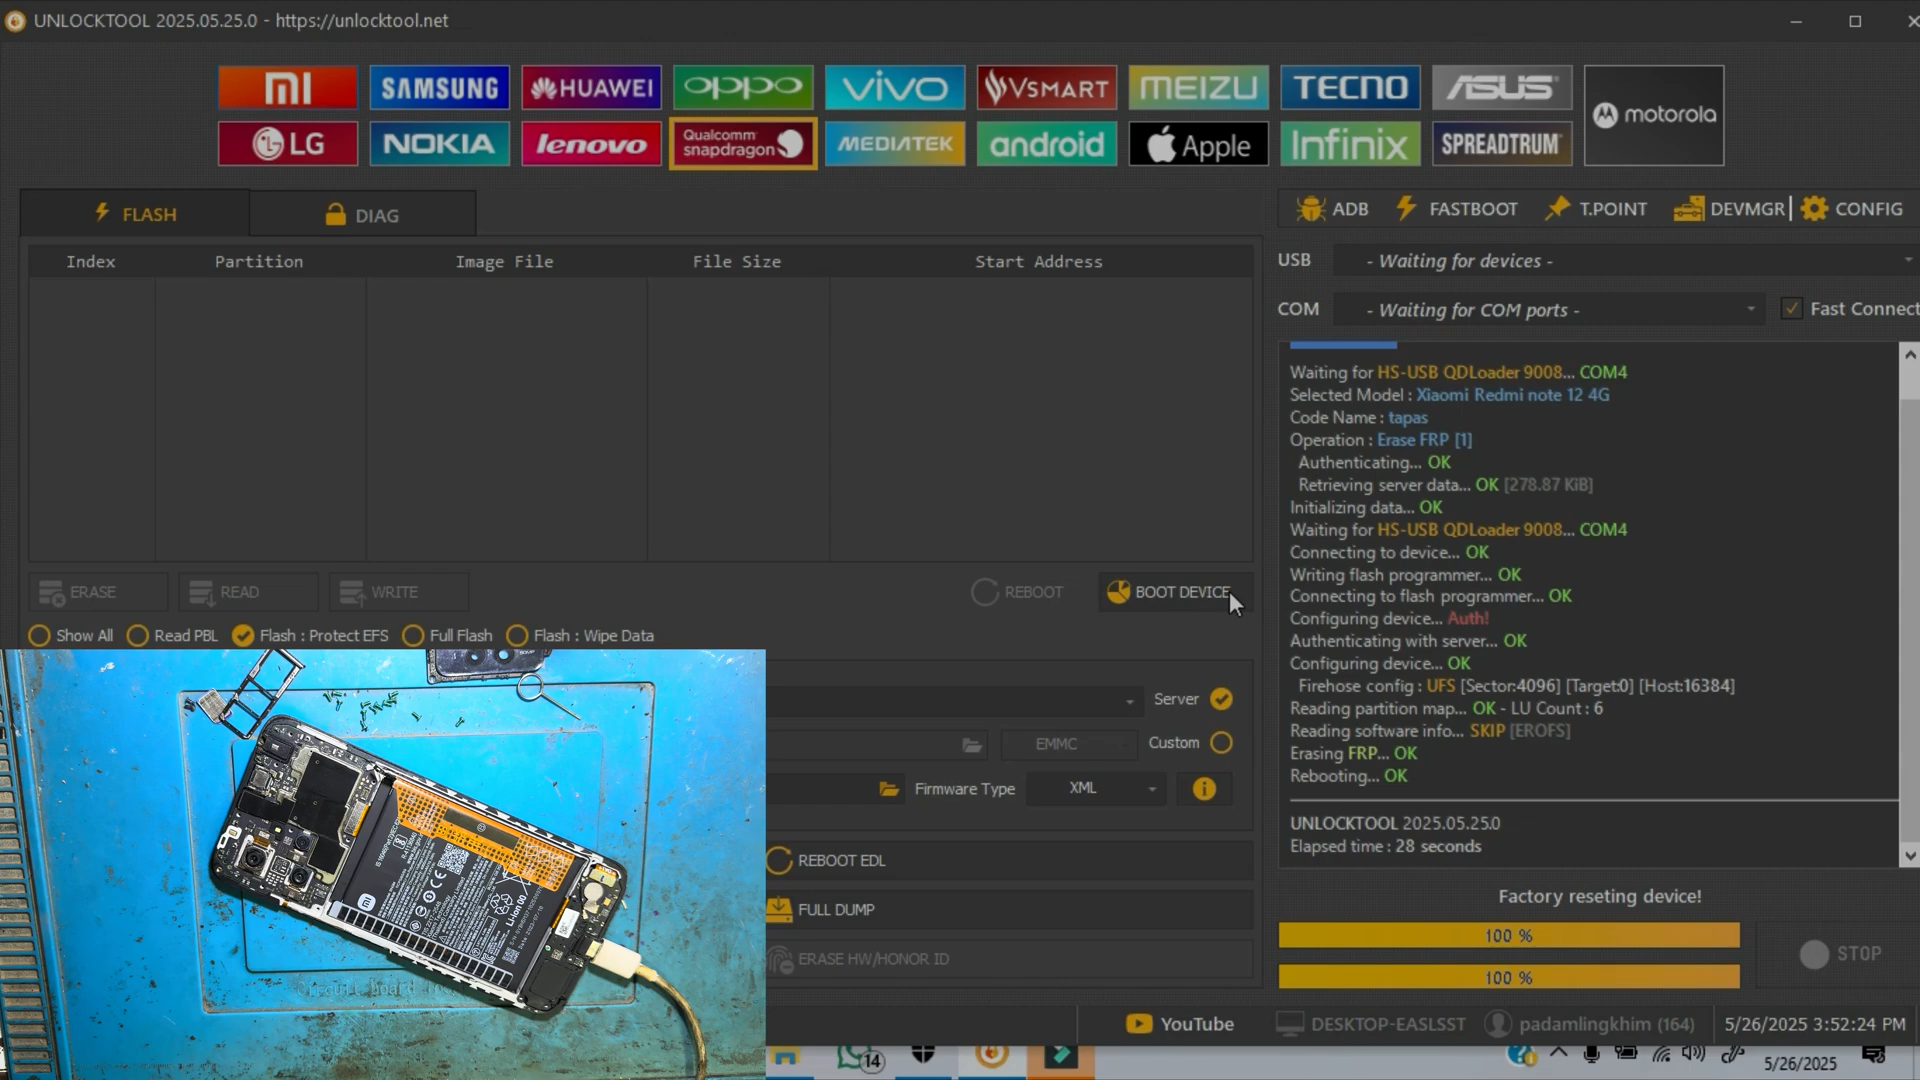 UNLOCKTOOL 2025.05.25.0 - https://unlocktool.net
MI SAMSUNG HUAWEI oppo vivo VSMART MEIZU TECNO ASUS motorola
LG NOKIA lenovo Qualcomm snapdragon MEDIATEK android Apple Infinix SPREADTRUM
FLASH DIAG
ADB FASTBOOT T.POINT DEVMGR CONFIG
Index Partition Image File File Size Start Address
USB - Waiting for devices -
COM - Waiting for COM ports - Fast Connect
Waiting for HS-USB QDLoader 9008... COM4
Selected Model : Xiaomi Redmi note 12 4G
Code Name : tapas
Operation : Erase FRP [1]
Authenticating... OK
Retrieving server data... OK [278.87 KiB]
Initializing data... OK
Waiting for HS-USB QDLoader 9008... COM4
Connecting to device... OK
Writing flash programmer... OK
Connecting to flash programmer... OK
Configuring device... Auth!
Authenticating with server... OK
Configuring device... OK
Firehose config : UFS [Sector:4096] [Target:0] [Host:16384]
Reading partition map... OK - LU Count : 6
Reading software info... SKIP [EROFS]
Erasing FRP... OK
Rebooting... OK
UNLOCKTOOL 2025.05.25.0
Elapsed time : 28 seconds
ERASE READ WRITE REBOOT BOOT DEVICE
Show All Read PBL Flash : Protect EFS Full Flash Flash : Wipe Data
Server
EMMC Custom
Firmware Type XML
REBOOT EDL
FULL DUMP
ERASE HW/HONOR ID
Factory resetting device!
100 %
100 %
STOP
Li-ion 00
YouTube DESKTOP-EASLSST padamlingkhim (164) 5/26/2025 3:52:24 PM
14
5/26/2025